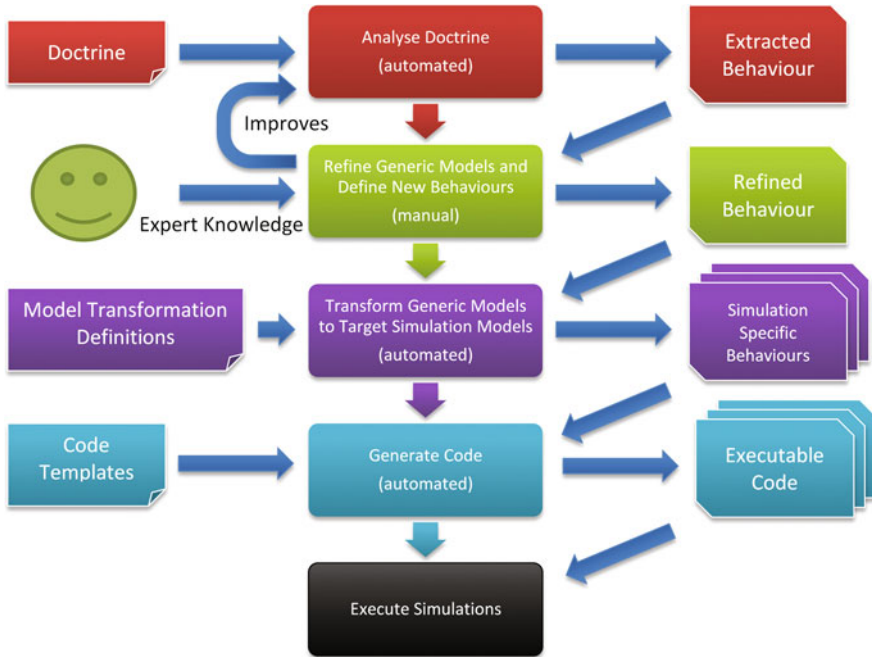 Doctrine
Analyse Doctrine
(automated)
Extracted
Behaviour
Improves
Expert Knowledge
Refine Generic Models and
Define New Behaviours
(manual)
Refined
Behaviour
Model Transformation
Definitions
Transform Generic Models
to Target Simulation Models
(automated)
Simulation
Specific
Behaviours
Code
Templates
Generate Code
(automated)
Executable
Code
Execute Simulations